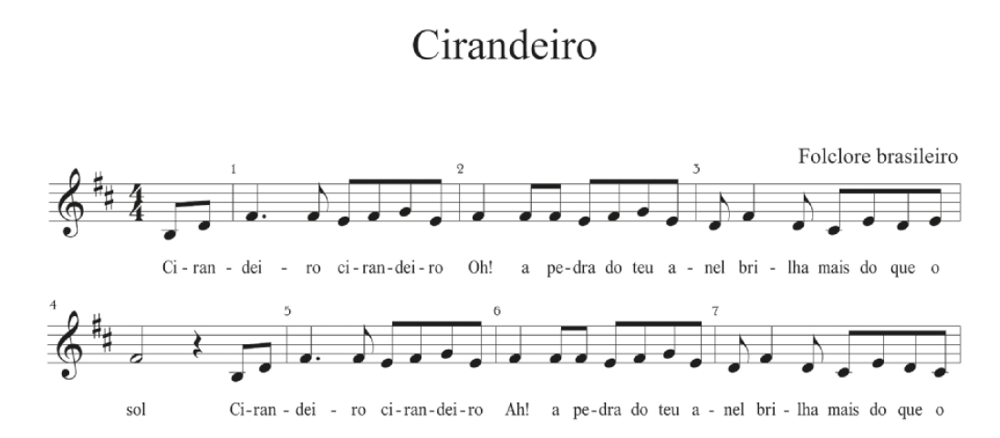 Cirandeiro
Folclore brasileiro
1 2 3
Ci - ran - dei - ro ci - ran - dei - ro Oh! a pe - dra do teu a - nel bri - lha mais do que o
4 5 6 7
sol Ci - ran - dei - ro ci - ran - dei - ro Ah! a pe - dra do teu a - nel bri - lha mais do que o